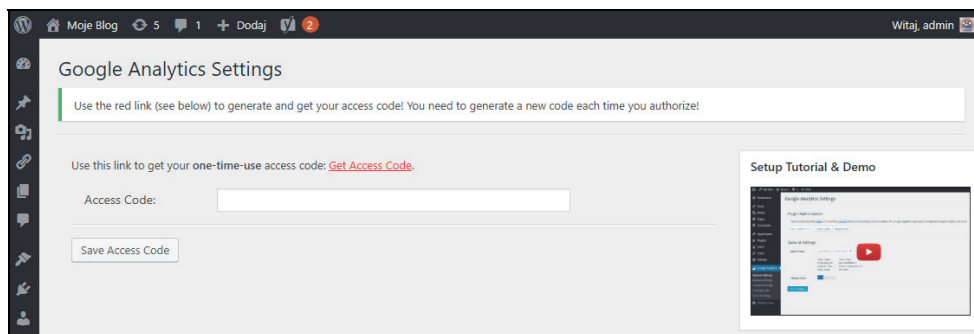 Moje Blog 5 1 Dodaj 2 Witaj, admin
Google Analytics Settings
Use the red link (see below) to generate and get your access code! You need to generate a new code each time you authorize!
Use this link to get your one-time-use access code: Get Access Code.
Setup Tutorial & Demo
Access Code:
Google Analytics Settings
General Settings
Save Access Code